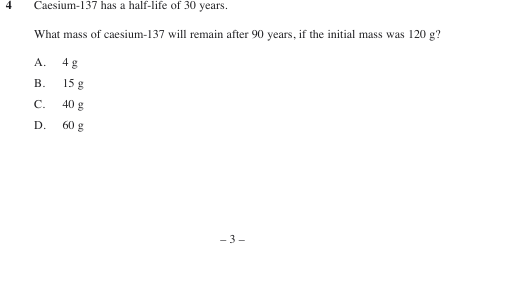 4 Caesium-137 has a half-life of 30 years.
What mass of caesium-137 will remain after 90 years, if the initial mass was 120 g?
A. 4 g
B. 15 g
C. 40 g
D. 60 g
– 3 –